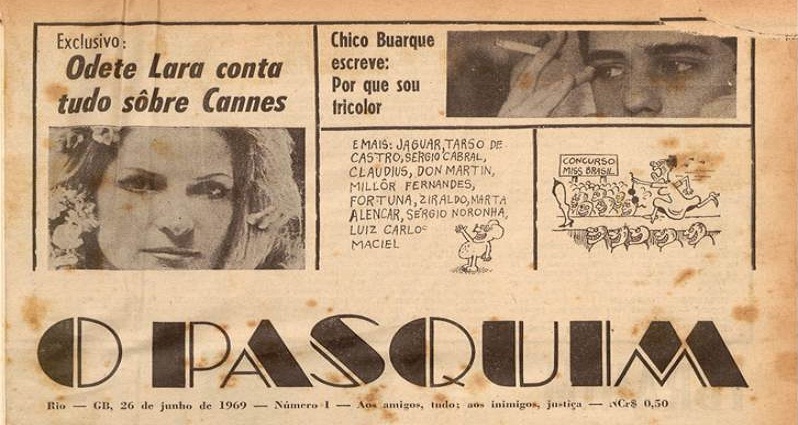 Exclusivo:
Odete Lara conta
tudo sôbre Cannes
Chico Buarque
escreve:
Por que sou
tricolor
E MAIS: JAGUAR, TARSO DE
CASTRO, SERGIO CABRAL,
CLAUDIUS, DON MARTIN,
MILLÔR FERNANDES,
FORTUNA, ZIRALDO, MARTA
ALENCAR, SERGIO NORONHA,
LUIZ CARLOS
MACIEL
CONCURSO
MISS BRASIL
O PASQUIM
Rio — GB, 26 de junho de 1969 — Número 1 — Aos amigos, tudo; aos inimigos, justiça — NCr$ 0,50